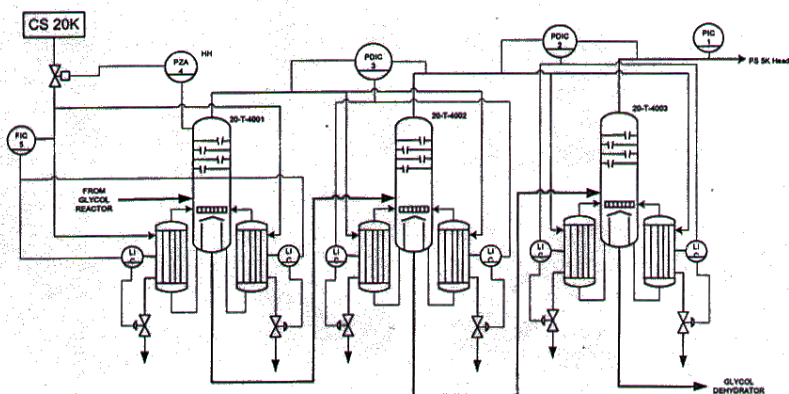 CS 20K
PZA
4
HH
PDIC
3
PDIC
2
PIC
1
PS 5K Head
FIC
5
20-T-4001
20-T-4002
20-T-4003
FROM
GLYCOL
REACTOR
LI
C
LI
C
LI
C
LI
C
LI
C
LI
C
GLYCOL
DEHYDRATOR